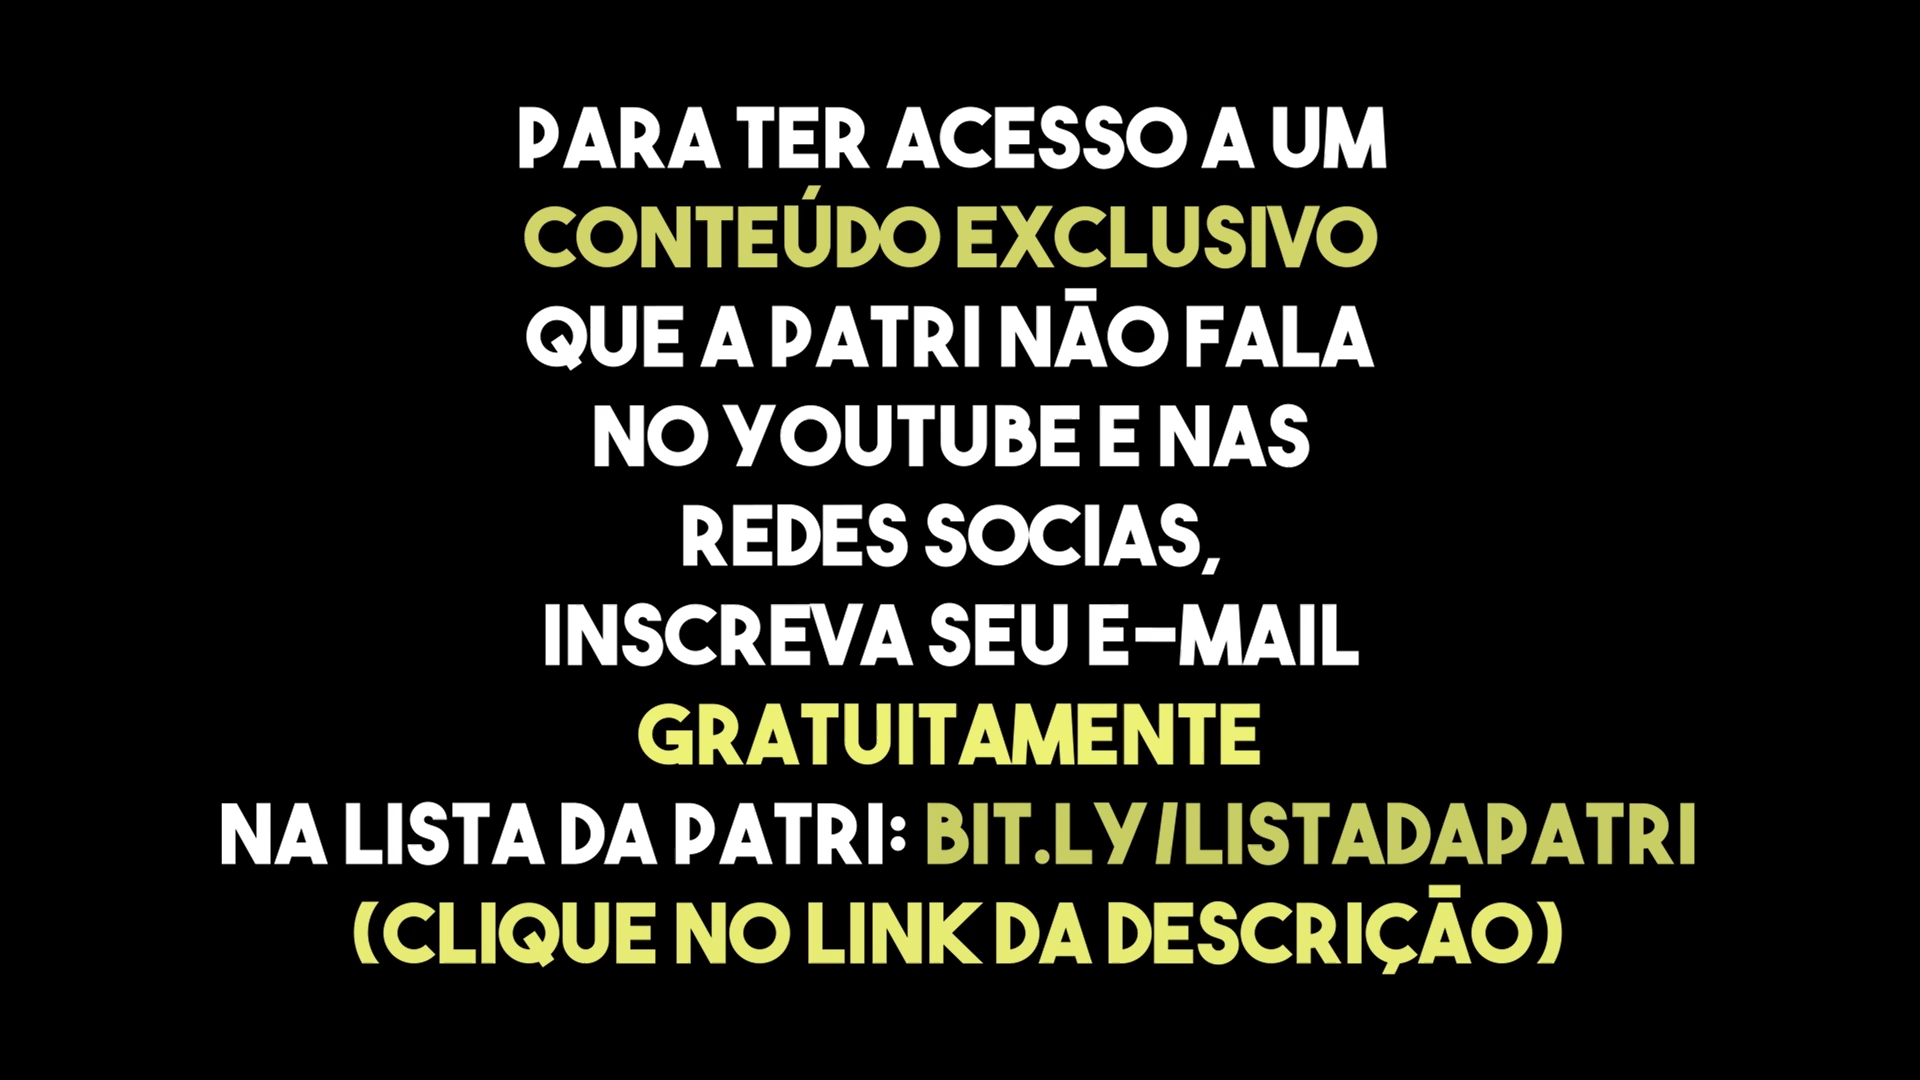 PARA TER ACESSO A UM
CONTEÚDO EXCLUSIVO
QUE A PATRI NÃO FALA
NO YOUTUBE E NAS
REDES SOCIAS,
INSCREVA SEU E-MAIL
GRATUITAMENTE
NA LISTA DA PATRI: BIT.LY/LISTADAPATRI
(CLIQUE NO LINK DA DESCRIÇÃO)